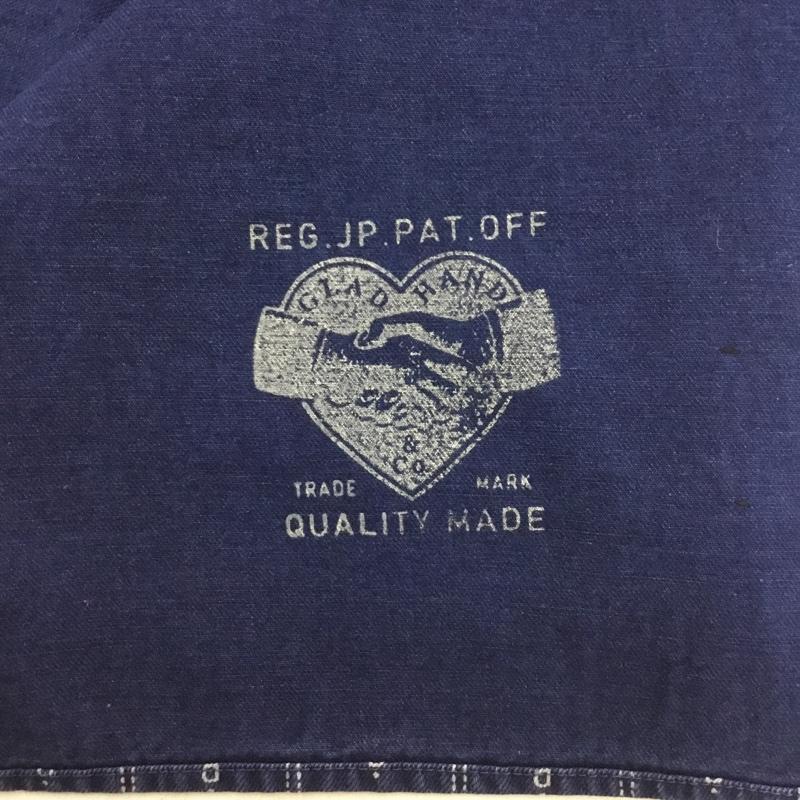 REG.JP.PAT.OFF
GLAD HAND
& Co.
TRADE MARK
QUALITY MADE